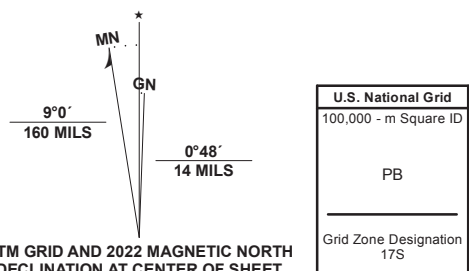 ★
MN
GN
9°0´
160 MILS
0°48´
14 MILS
TM GRID AND 2022 MAGNETIC NORTH
DECLINATION AT CENTER OF SHEET
U.S. National Grid
100,000 - m Square ID
PB
Grid Zone Designation
17S